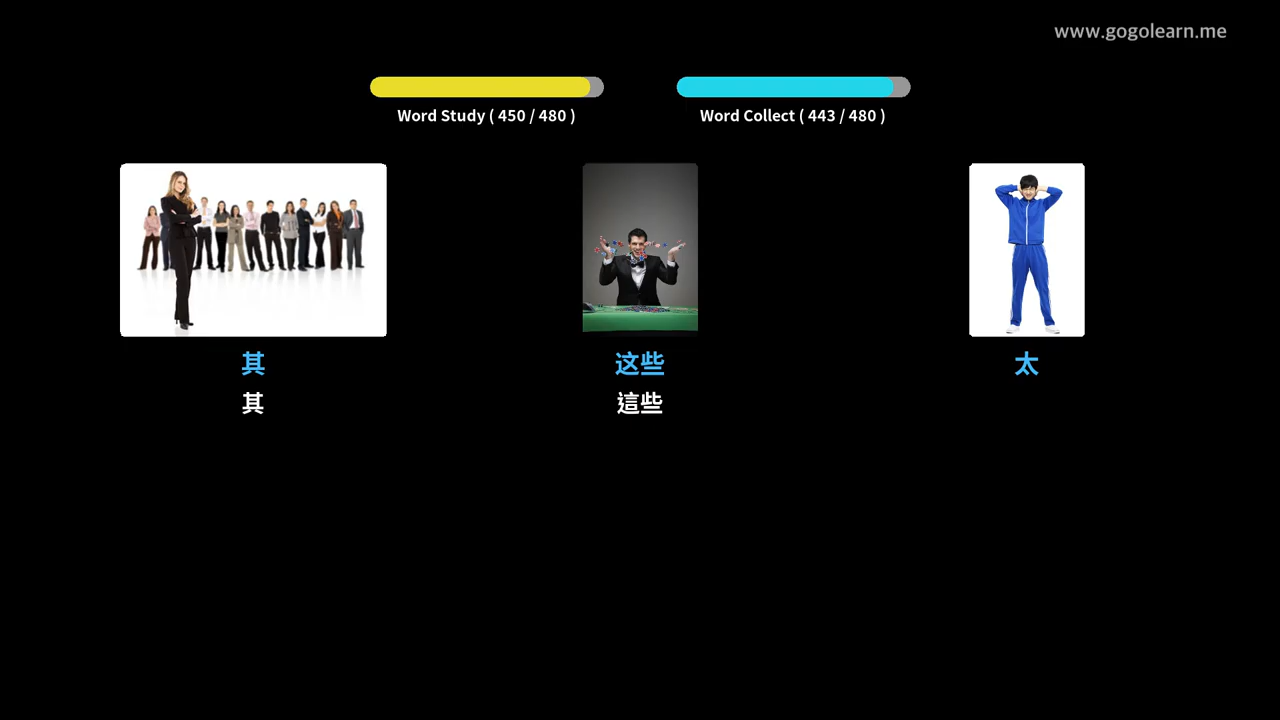 www.gogolearn.me
Word Study ( 450 / 480 )
Word Collect ( 443 / 480 )
其
这些
太
其
這些